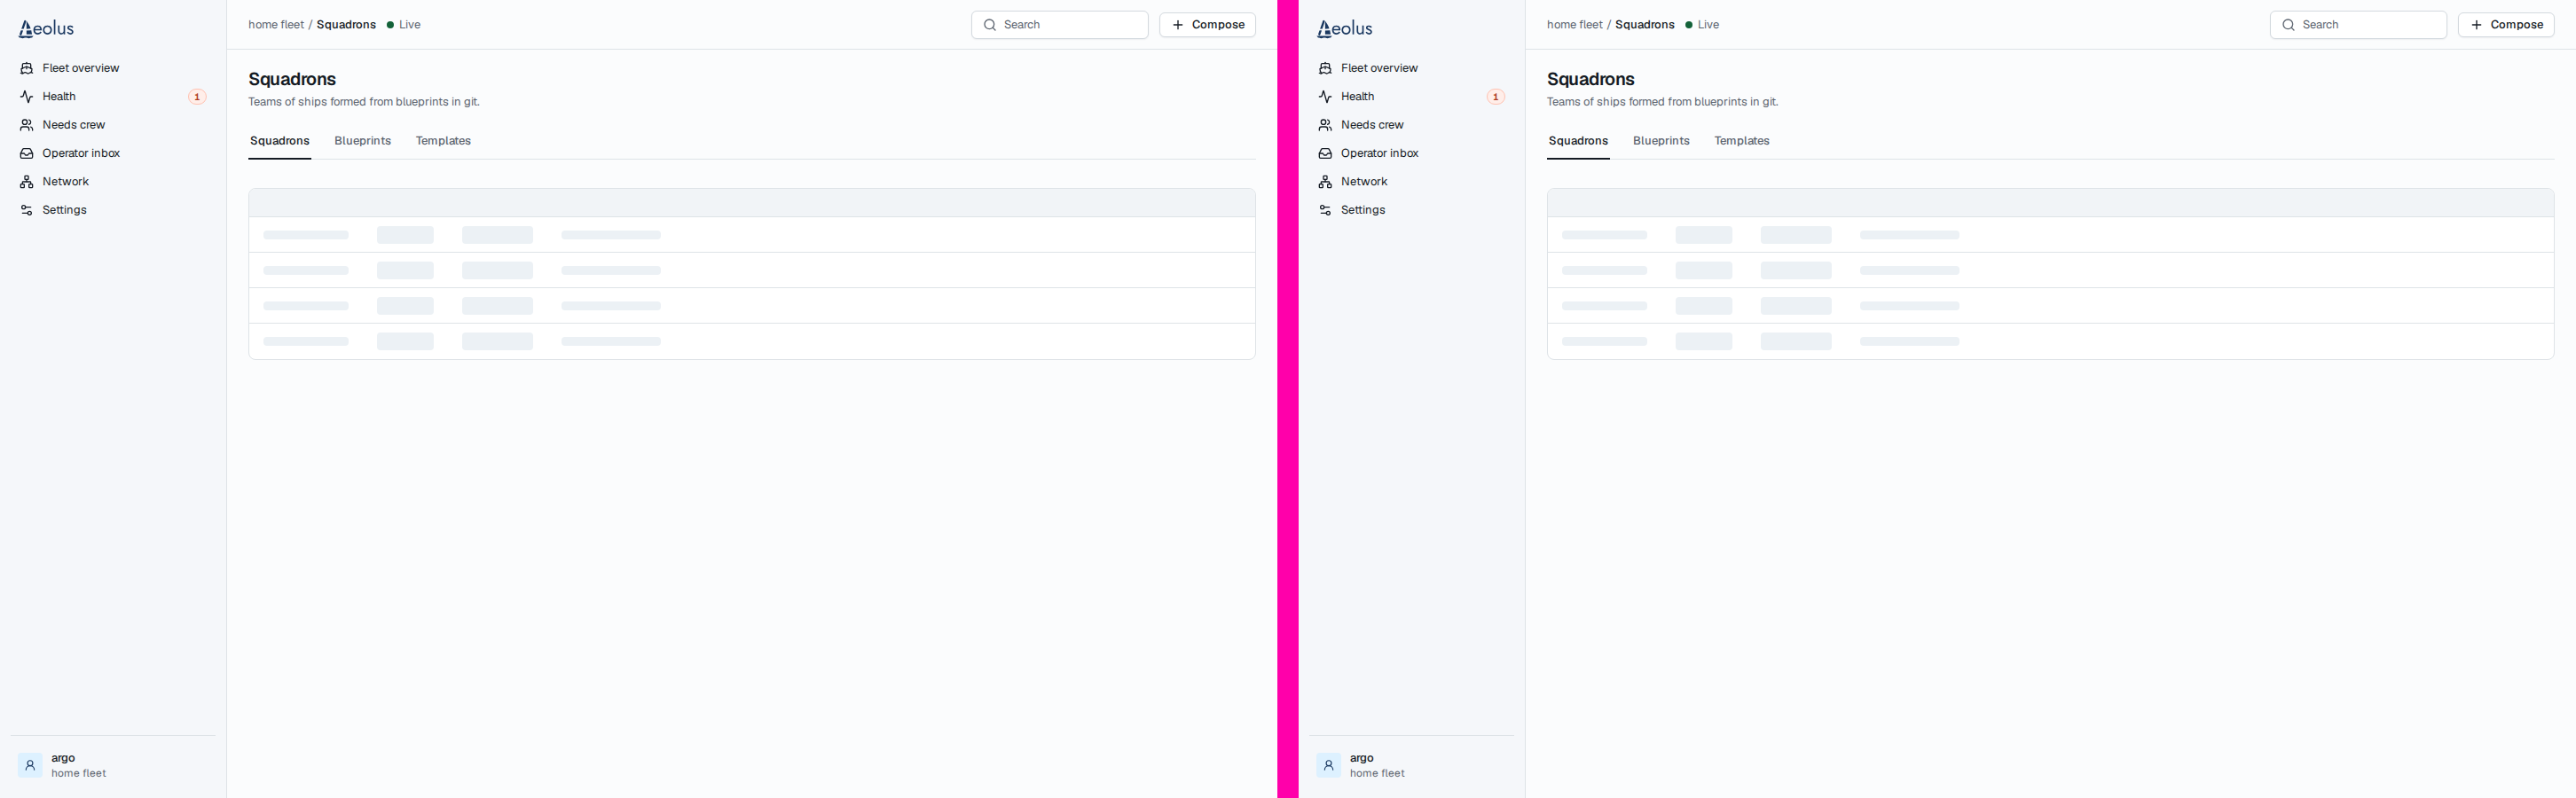 Aeolus
Fleet overview
Health 1
Needs crew
Operator inbox
Network
Settings
argo
home fleet
home fleet / Squadrons Live Search Compose
Squadrons
Teams of ships formed from blueprints in git.
Squadrons Blueprints Templates
Aeolus
Fleet overview
Health 1
Needs crew
Operator inbox
Network
Settings
argo
home fleet
home fleet / Squadrons Live Search Compose
Squadrons
Teams of ships formed from blueprints in git.
Squadrons Blueprints Templates